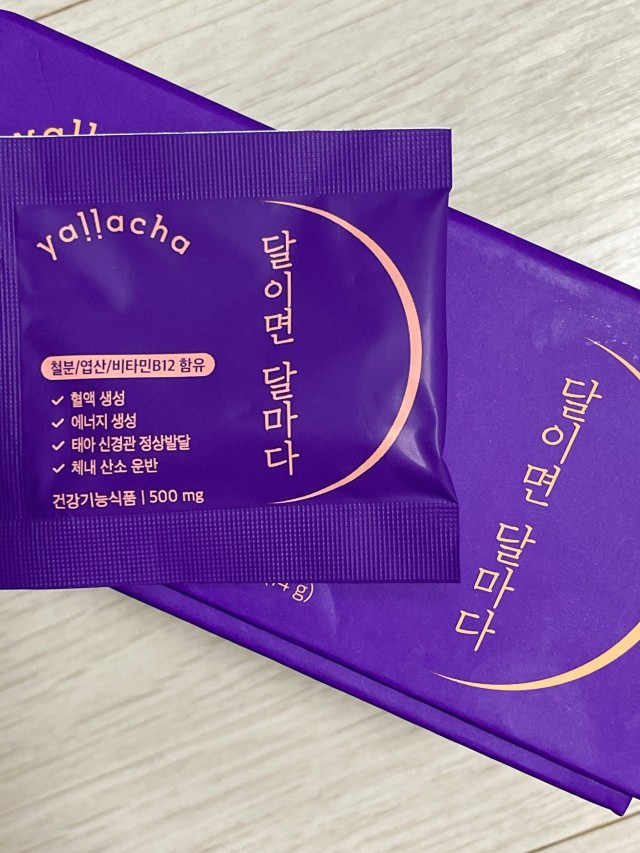 yall
yallacha
달이면 달마다
철분/엽산/비타민B12 함유
혈액 생성
에너지 생성
태아 신경관 정상발달
체내 산소 운반
건강기능식품 | 500 mg
달이면 달마다
g)